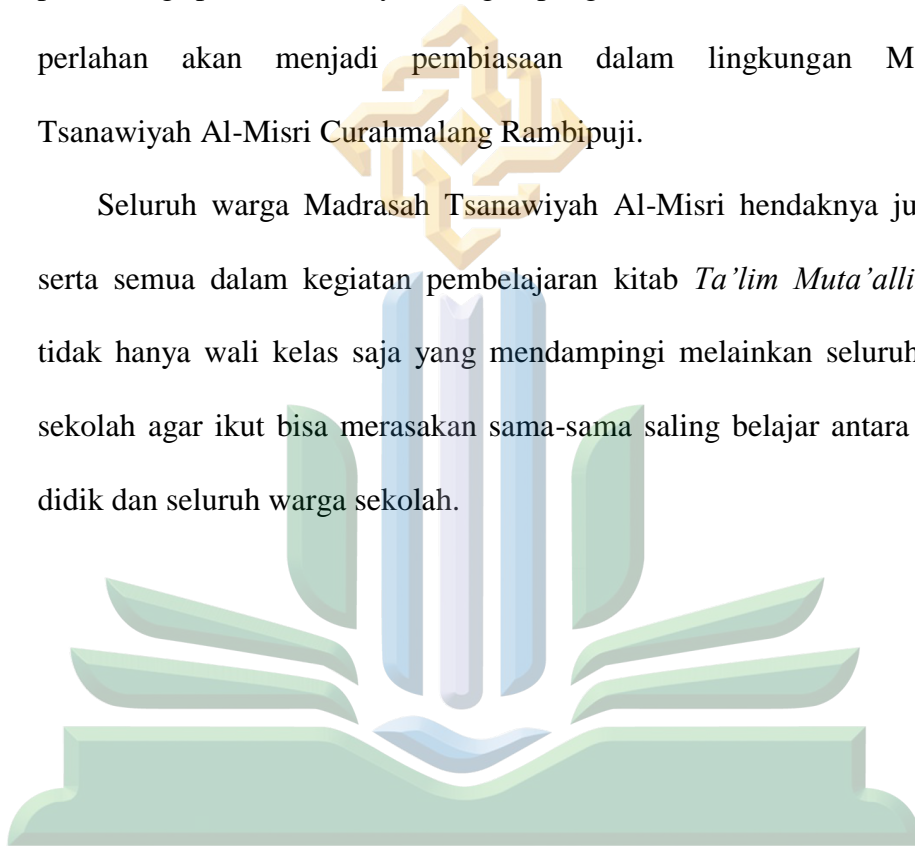 perlahan akan menjadi pembiasaan dalam lingkungan M
Tsanawiyah Al-Misri Curahmalang Rambipuji.
Seluruh warga Madrasah Tsanawiyah Al-Misri hendaknya ju
serta semua dalam kegiatan pembelajaran kitab Ta’lim Muta’alli
tidak hanya wali kelas saja yang mendampingi melainkan seluruh
sekolah agar ikut bisa merasakan sama-sama saling belajar antara
didik dan seluruh warga sekolah.